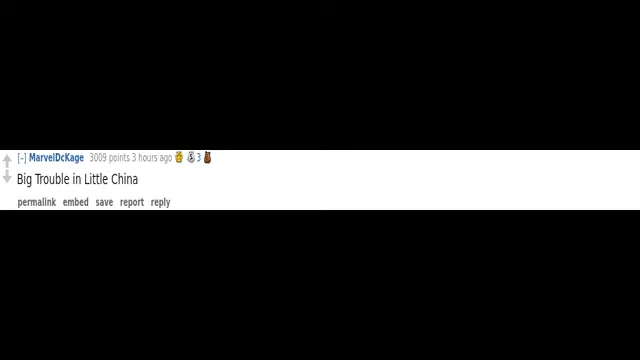 [–] MarvelDcKage 3009 points 3 hours ago 3
Big Trouble in Little China
permalink embed save report reply